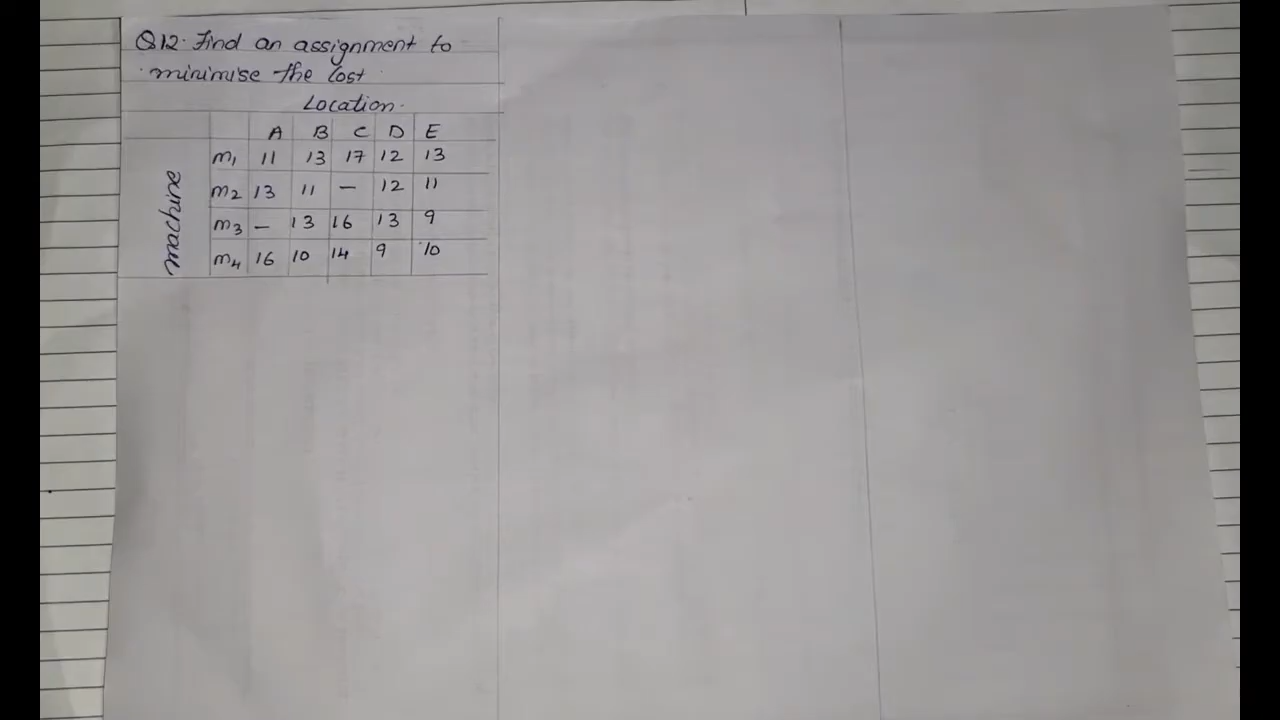 Q12. Find an assignment to
minimise the Cost.
Location.
A B C D E
machine
m1 11 13 17 12 13
m2 13 11 — 12 11
m3 — 13 16 13 9
m4 16 10 14 9 10